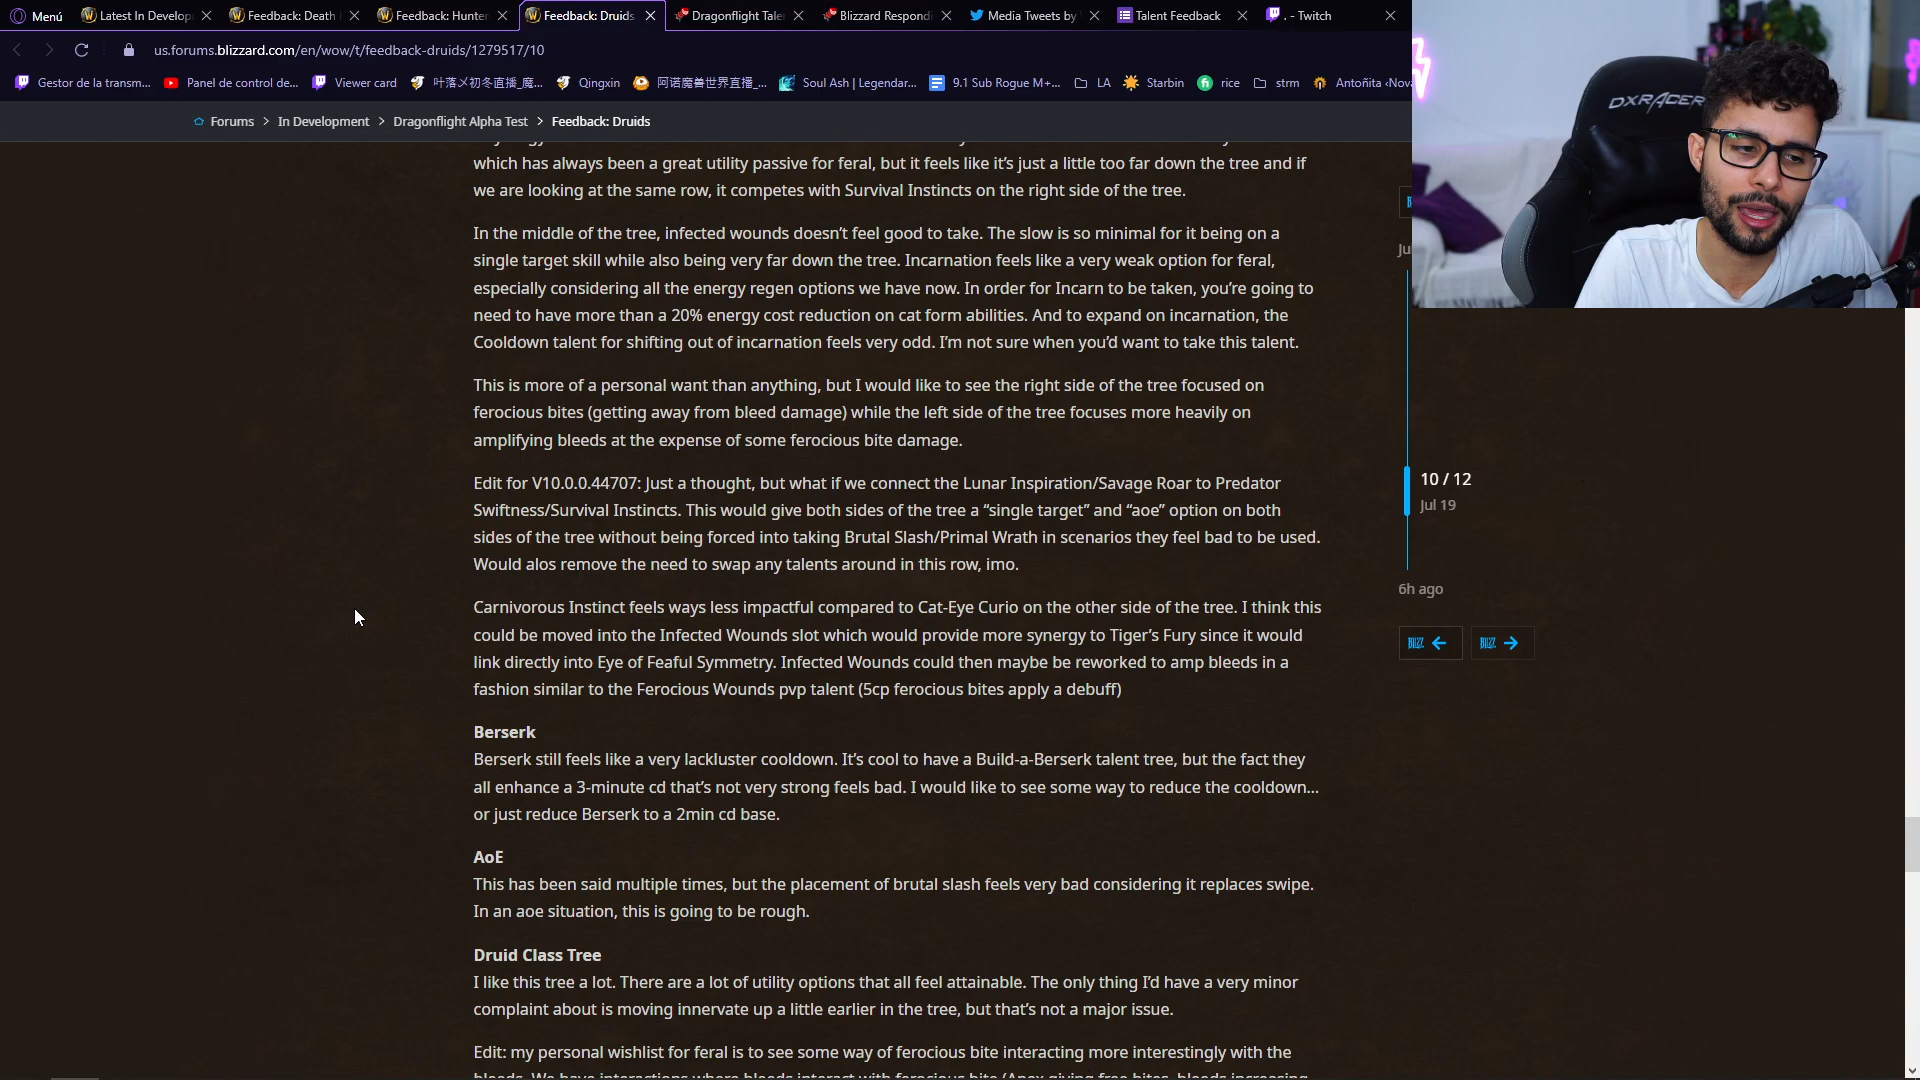 Menú
Latest In Develop
Feedback: Death
Feedback: Hunter
Feedback: Druids
Dragonflight Tale
Blizzard Respondi
Media Tweets by
Talent Feedback
. - Twitch
us.forums.blizzard.com/en/wow/t/feedback-druids/1279517/10
Gestor de la transm...
Panel de control de...
Viewer card
叶落乄初冬直播_魔...
Qingxin
阿诺魔兽世界直播_...
Soul Ash | Legendar...
9.1 Sub Rogue M+...
LA
Starbin
rice
strm
Antoñita ‹Nova
Forums > In Development > Dragonflight Alpha Test > Feedback: Druids
DXRACER
which has always been a great utility passive for feral, but it feels like it's just a little too far down the tree and if
we are looking at the same row, it competes with Survival Instincts on the right side of the tree.
In the middle of the tree, infected wounds doesn't feel good to take. The slow is so minimal for it being on a
single target skill while also being very far down the tree. Incarnation feels like a very weak option for feral,
especially considering all the energy regen options we have now. In order for Incarn to be taken, you're going to
need to have more than a 20% energy cost reduction on cat form abilities. And to expand on incarnation, the
Cooldown talent for shifting out of incarnation feels very odd. I'm not sure when you'd want to take this talent.
This is more of a personal want than anything, but I would like to see the right side of the tree focused on
ferocious bites (getting away from bleed damage) while the left side of the tree focuses more heavily on
amplifying bleeds at the expense of some ferocious bite damage.
Edit for V10.0.0.44707: Just a thought, but what if we connect the Lunar Inspiration/Savage Roar to Predator
Swiftness/Survival Instincts. This would give both sides of the tree a “single target” and “aoe” option on both
sides of the tree without being forced into taking Brutal Slash/Primal Wrath in scenarios they feel bad to be used.
Would alos remove the need to swap any talents around in this row, imo.
Carnivorous Instinct feels ways less impactful compared to Cat-Eye Curio on the other side of the tree. I think this
could be moved into the Infected Wounds slot which would provide more synergy to Tiger's Fury since it would
link directly into Eye of Feaful Symmetry. Infected Wounds could then maybe be reworked to amp bleeds in a
fashion similar to the Ferocious Wounds pvp talent (5cp ferocious bites apply a debuff)
Berserk
Berserk still feels like a very lackluster cooldown. It's cool to have a Build-a-Berserk talent tree, but the fact they
all enhance a 3-minute cd that's not very strong feels bad. I would like to see some way to reduce the cooldown...
or just reduce Berserk to a 2min cd base.
AoE
This has been said multiple times, but the placement of brutal slash feels very bad considering it replaces swipe.
In an aoe situation, this is going to be rough.
Druid Class Tree
I like this tree a lot. There are a lot of utility options that all feel attainable. The only thing I'd have a very minor
complaint about is moving innervate up a little earlier in the tree, but that's not a major issue.
Edit: my personal wishlist for feral is to see some way of ferocious bite interacting more interestingly with the
bleeds. We have interactions where bleeds interact with ferocious bite (Apex giving free bites, bleeds increasing
Ju
10 / 12
Jul 19
6h ago
BLIZZ
BLIZZ